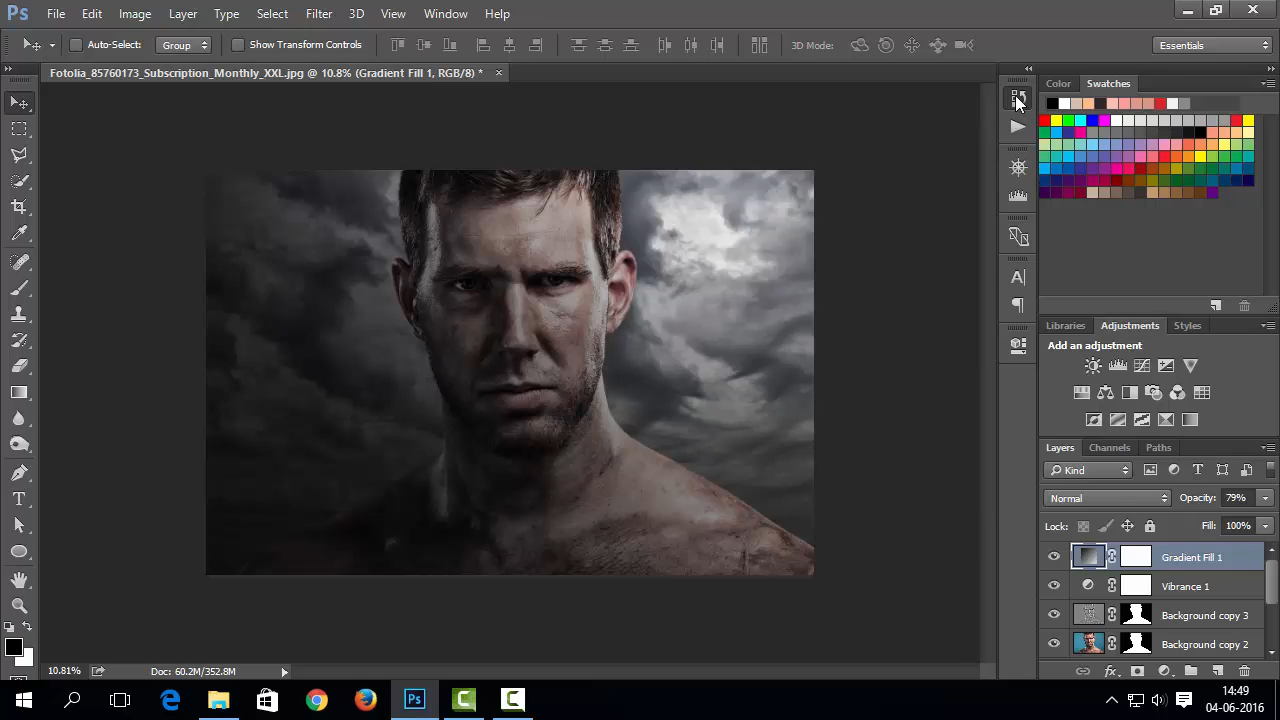 Ps File Edit Image Layer Type Select Filter 3D View Window Help
Auto-Select: Group Show Transform Controls 3D Mode: Essentials
Fotolia_85760173_Subscription_Monthly_XXL.jpg @ 10.8% (Gradient Fill 1, RGB/8) *
Color Swatches
Libraries Adjustments Styles
Add an adjustment
Layers Channels Paths
Kind
Normal Opacity: 79%
Lock: Fill: 100%
Gradient Fill 1
Vibrance 1
Background copy 3
Background copy 2
10.81% Doc: 60.2M/352.8M
14:49
04-06-2016